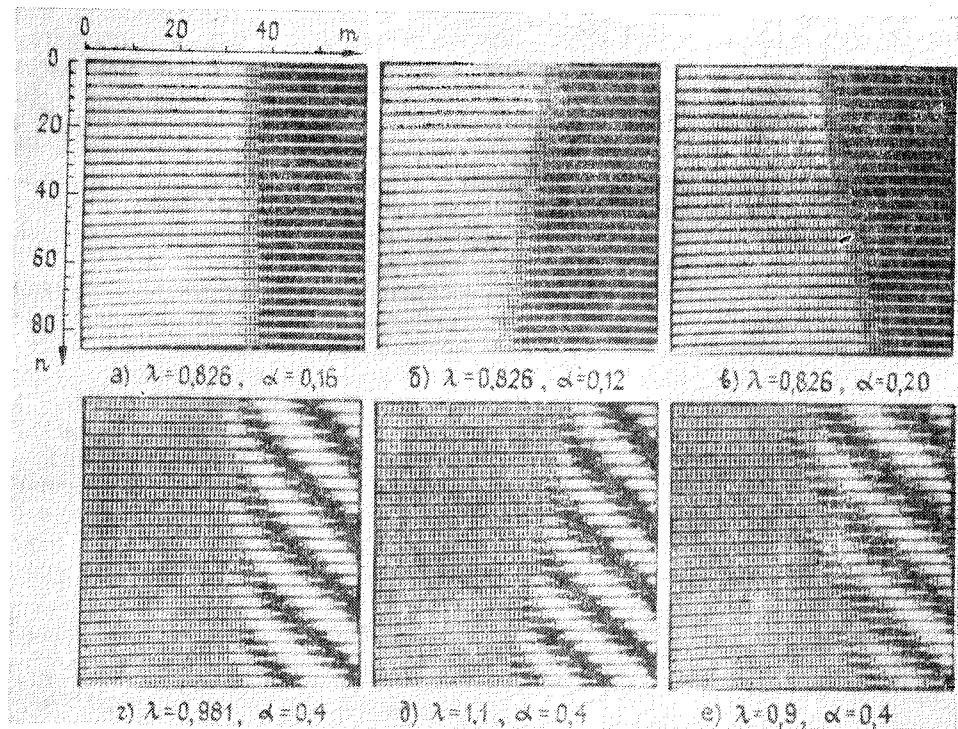 0 20 40 m
0
20
40
60
80
n
а) λ=0,826, α=0,16 б) λ=0,826, α=0,12 в) λ=0,826, α=0,20
г) λ=0,981, α=0,4 д) λ=1,1, α=0,4 е) λ=0,9, α=0,4